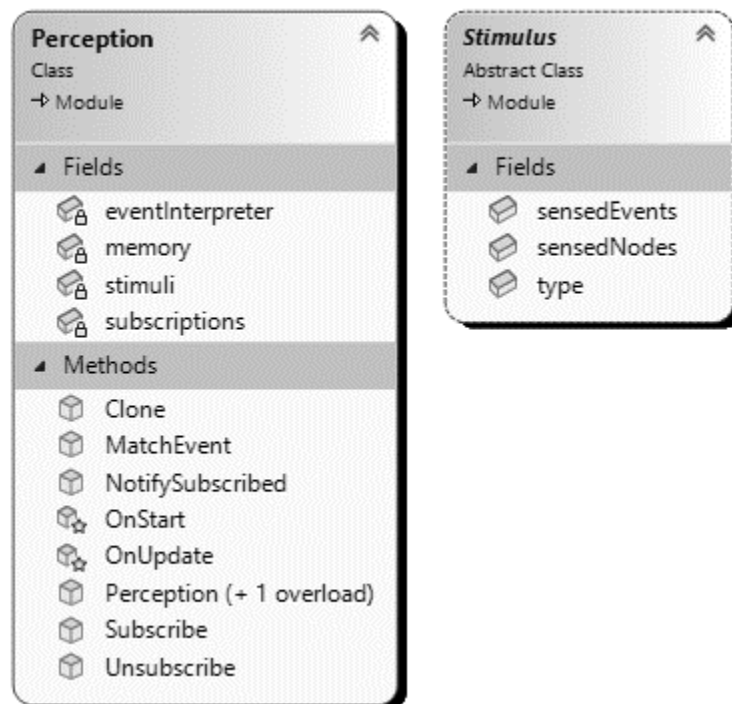 Perception
Class
Module
Fields
eventInterpreter
memory
stimuli
subscriptions
Methods
Clone
MatchEvent
NotifySubscribed
OnStart
OnUpdate
Perception (+ 1 overload)
Subscribe
Unsubscribe
Stimulus
Abstract Class
Module
Fields
sensedEvents
sensedNodes
type